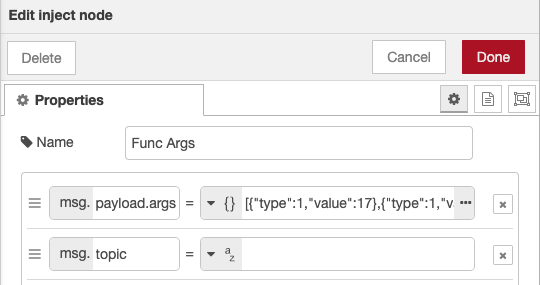 Edit inject node
Delete Cancel Done
Properties
Name Func Args
msg. payload.args = {} [{"type":1,"value":17},{"type":1,"v ...
msg. topic = az